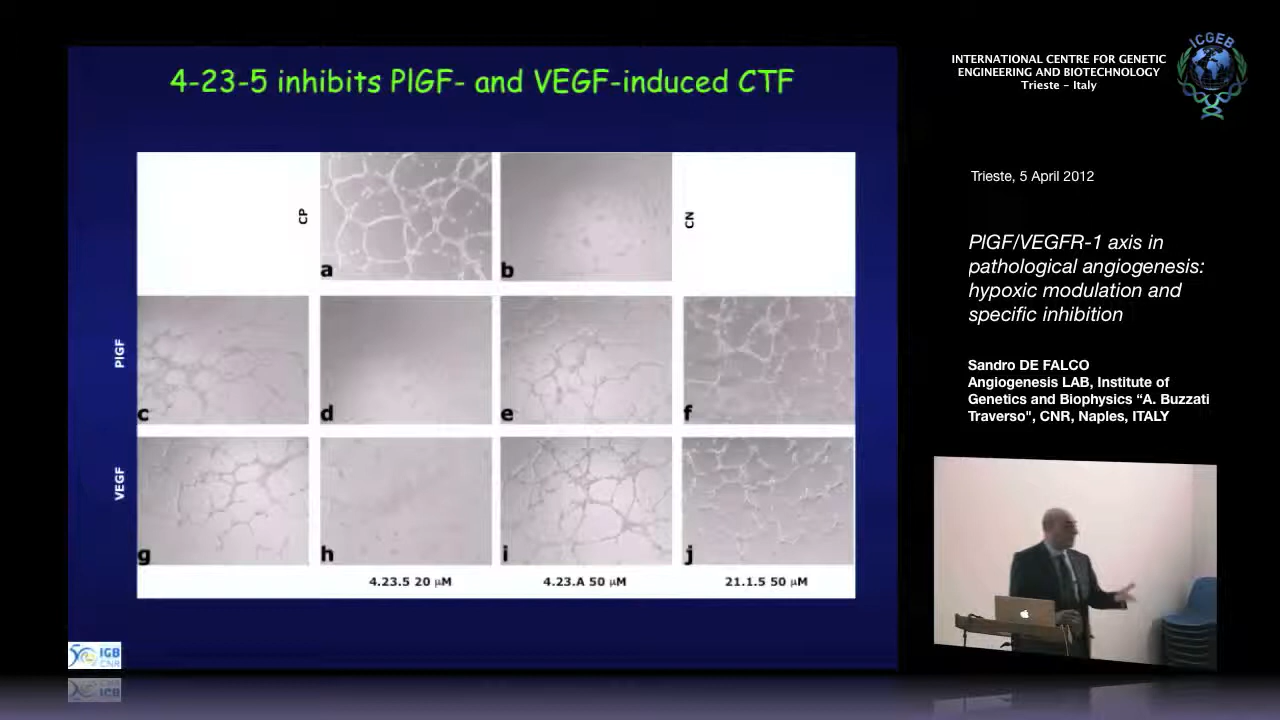 4-23-5 inhibits PlGF- and VEGF-induced CTF
CP
a
b
CN
PlGF
c
d
e
f
VEGF
g
h
i
j
4.23.5 20 μM
4.23.A 50 μM
21.1.5 50 μM
IGB
CNR
INTERNATIONAL CENTRE FOR GENETIC
ENGINEERING AND BIOTECHNOLOGY
Trieste - Italy
ICGEB
Trieste, 5 April 2012
PlGF/VEGFR-1 axis in
pathological angiogenesis:
hypoxic modulation and
specific inhibition
Sandro DE FALCO
Angiogenesis LAB, Institute of
Genetics and Biophysics “A. Buzzati
Traverso", CNR, Naples, ITALY